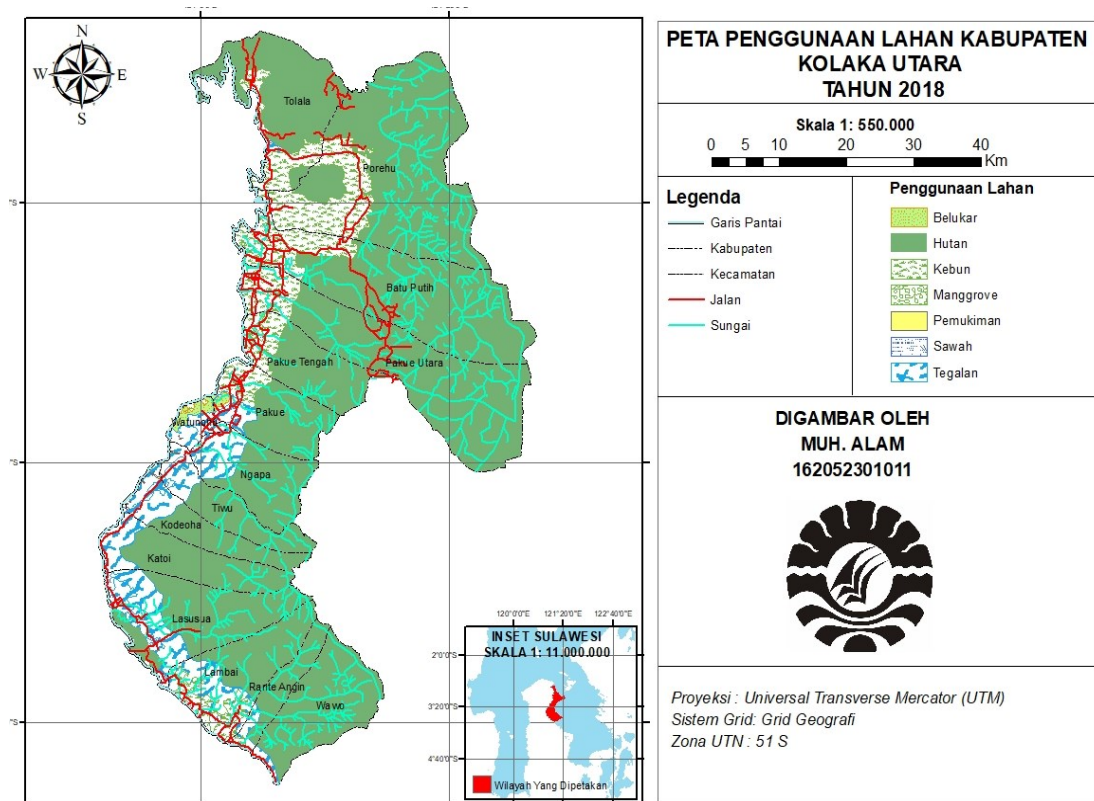 N
W E
S
Tolala
Porehu
Batu Putih
Pakue Tengah
Pakue Utara
Pakue
Ngapa
Tiwu
Kodeoha
Katoi
Lasusua
Lambai
Rante Angin
Wawo
°S
°S
°S
120°0'0"E 121°20'0"E 122°40'0"E
INSET SULAWESI
SKALA 1: 11.000.000
2°0'0"S
3°20'0"S
4°40'0"S
Wilayah Yang Dipetakan
PETA PENGGUNAAN LAHAN KABUPATEN
KOLAKA UTARA
TAHUN 2018
Skala 1: 550.000
0 5 10 20 30 40
Km
Legenda
Garis Pantai
Kabupaten
Kecamatan
Jalan
Sungai
Penggunaan Lahan
Belukar
Hutan
Kebun
Manggrove
Pemukiman
Sawah
Tegalan
DIGAMBAR OLEH
MUH. ALAM
162052301011
Proyeksi : Universal Transverse Mercator (UTM)
Sistem Grid: Grid Geografi
Zona UTN : 51 S